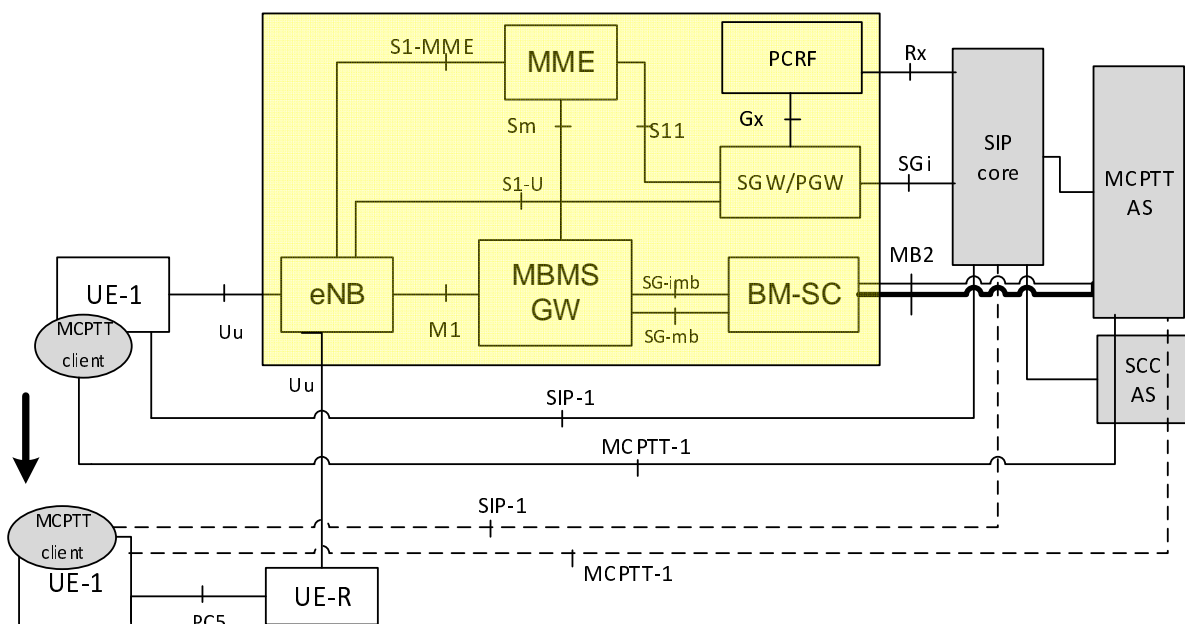 S1-MME
MME
PCRF
Rx
Sm
S11
Gx
SIP
core
MCPTT
AS
S1-U
SGW/PGW
SGi
UE-1
eNB
MBMS
GW
SG-imb
SG-mb
BM-SC
MB2
MCPTT
client
Uu
M1
Uu
SCC
AS
SIP-1
MCPTT-1
MCPTT
client
UE-1
SIP-1
MCPTT-1
UE-R
PC5